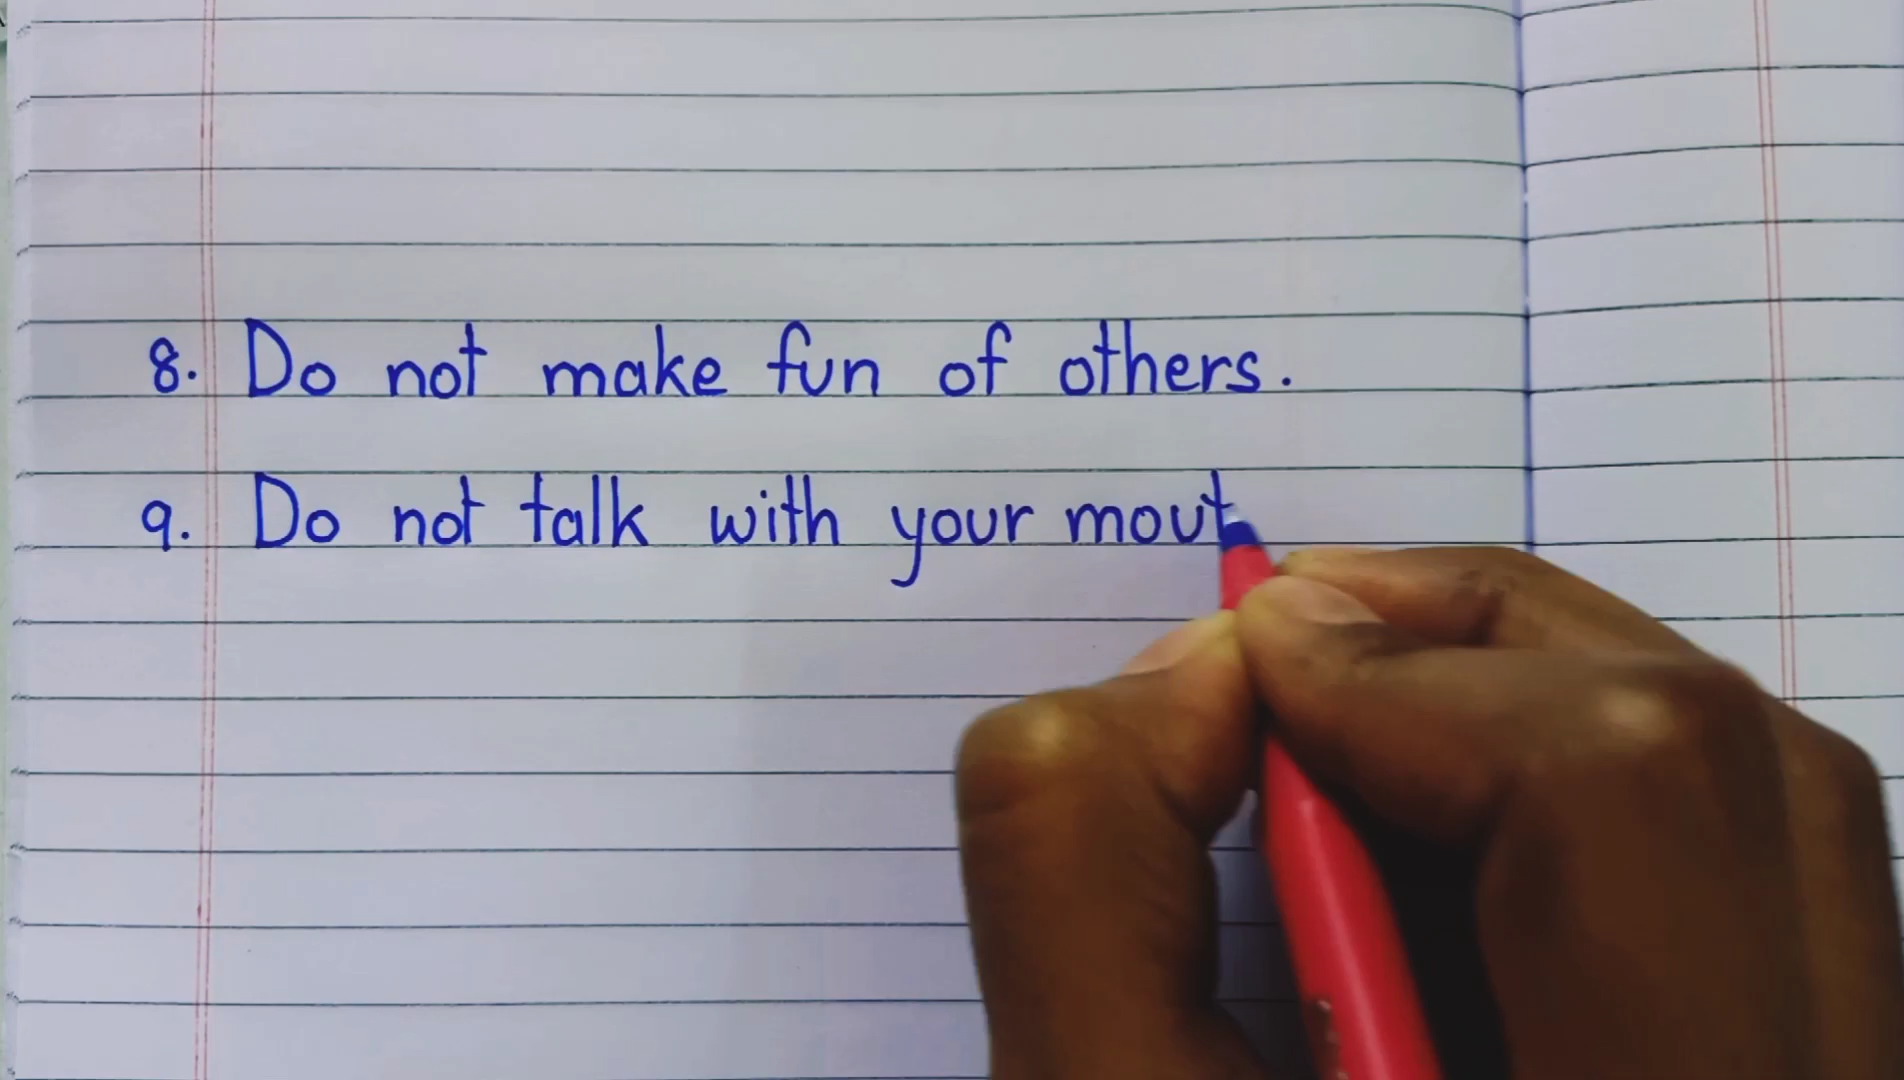 8. Do not make fun of others.
9. Do not talk with your mout